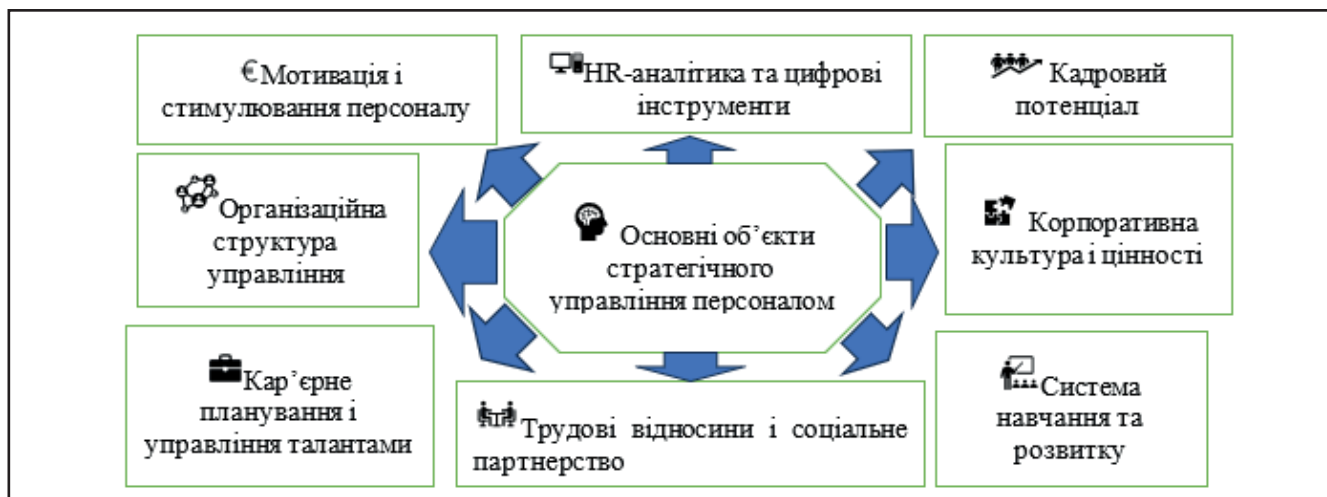 €Мотивація і
стимулювання персоналу
HR-аналітика та цифрові
інструменти
Кадровий
потенціал
Організаційна
структура
управління
Основні об’єкти
стратегічного
управління персоналом
Корпоративна
культура і цінності
Кар’єрне
планування і
управління талантами
Трудові відносини і соціальне
партнерство
Система
навчання та
розвитку